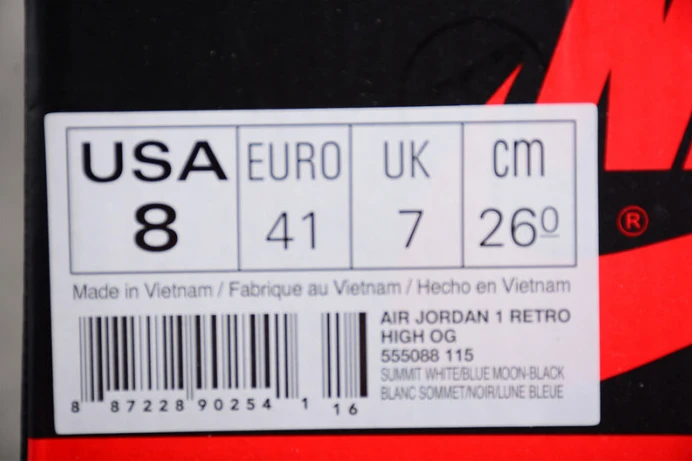 USA EURO UK cm
8 41 7 26 0
Made in Vietnam / Fabrique au Vietnam / Hecho en Vietnam
AIR JORDAN 1 RETRO
HIGH OG
555088 115
SUMMIT WHITE/BLUE MOON-BLACK
BLANC SOMMET/NOIR/LUNE BLEUE
8 87228 90254 1 16
®